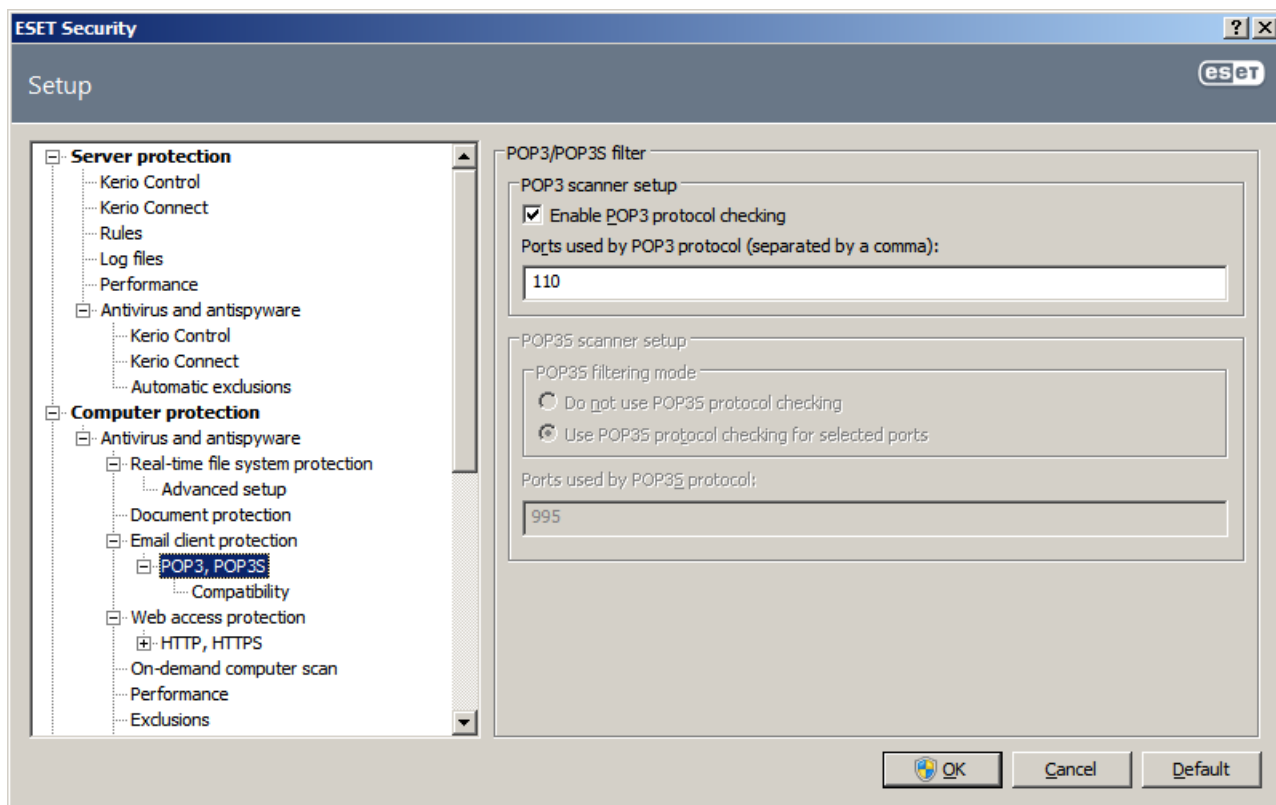 ESET Security
Setup
eseT
Server protection
Kerio Control
Kerio Connect
Rules
Log files
Performance
Antivirus and antispyware
Kerio Control
Kerio Connect
Automatic exclusions
Computer protection
Antivirus and antispyware
Real-time file system protection
Advanced setup
Document protection
Email client protection
POP3, POP3S
Compatibility
Web access protection
HTTP, HTTPS
On-demand computer scan
Performance
Exclusions
POP3/POP3S filter
POP3 scanner setup
Enable POP3 protocol checking
Ports used by POP3 protocol (separated by a comma):
110
POP3S scanner setup
POP3S filtering mode
Do not use POP3S protocol checking
Use POP3S protocol checking for selected ports
Ports used by POP3S protocol:
995
OK Cancel Default